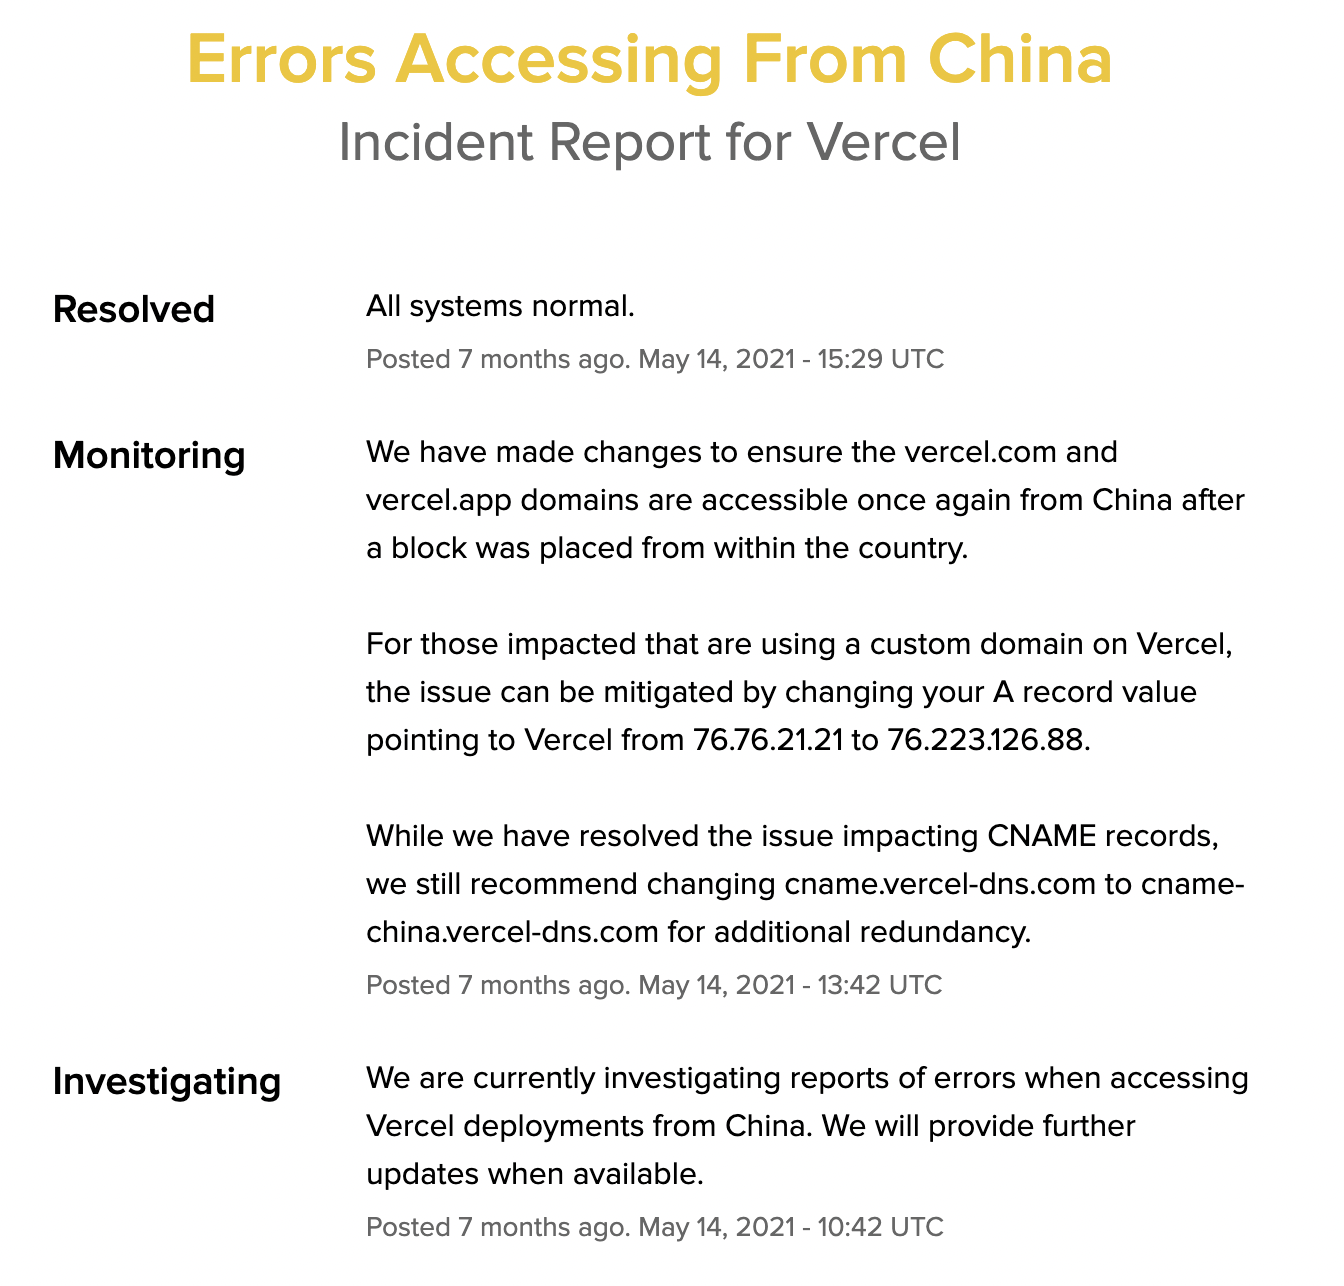 Errors Accessing From China
Incident Report for Vercel
Resolved
All systems normal.
Posted 7 months ago. May 14, 2021 - 15:29 UTC
Monitoring
We have made changes to ensure the vercel.com and
vercel.app domains are accessible once again from China after
a block was placed from within the country.
For those impacted that are using a custom domain on Vercel,
the issue can be mitigated by changing your A record value
pointing to Vercel from 76.76.21.21 to 76.223.126.88.
While we have resolved the issue impacting CNAME records,
we still recommend changing cname.vercel-dns.com to cname-
china.vercel-dns.com for additional redundancy.
Posted 7 months ago. May 14, 2021 - 13:42 UTC
Investigating
We are currently investigating reports of errors when accessing
Vercel deployments from China. We will provide further
updates when available.
Posted 7 months ago. May 14, 2021 - 10:42 UTC